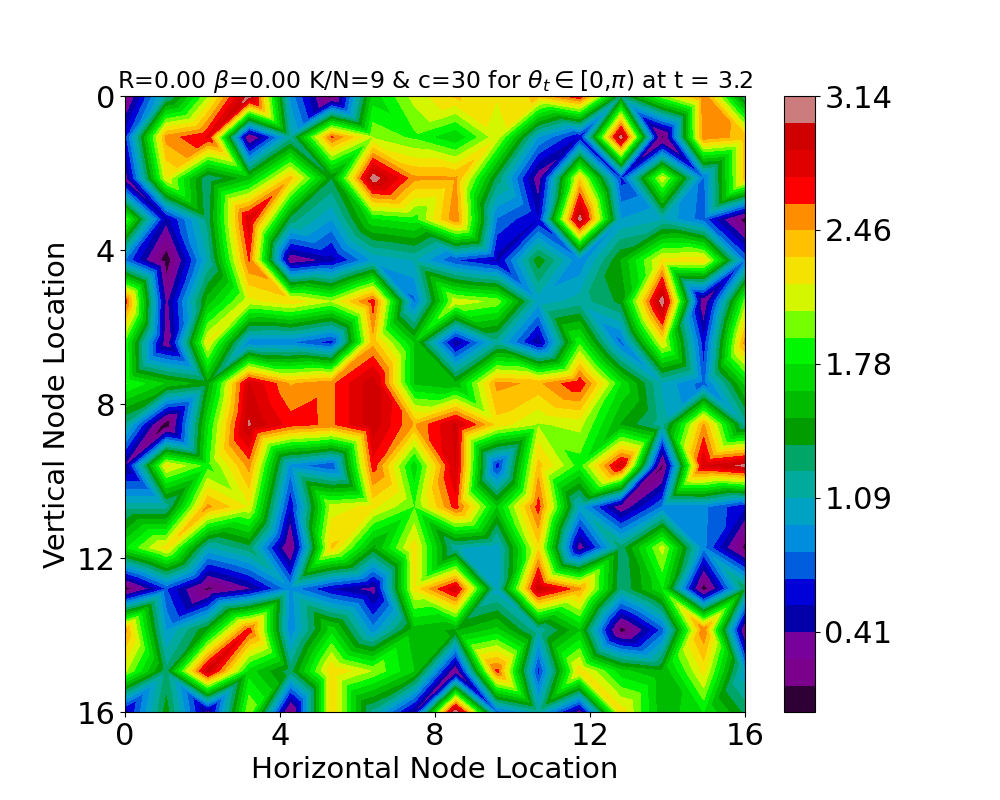 R=0.00 β=0.00 K/N=9 & c=30 for θₜ ∈ [0,π) at t = 3.2
0
4
8
12
16
Vertical Node Location
0 4 8 12 16
Horizontal Node Location
3.14
2.46
1.78
1.09
0.41